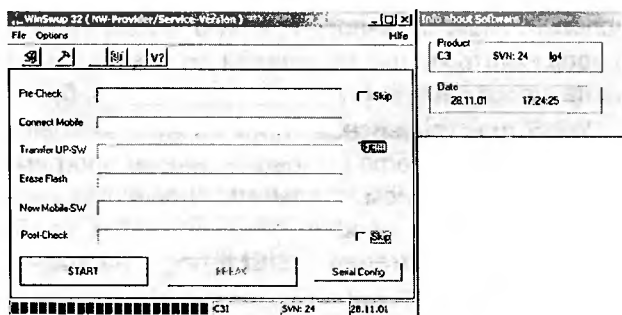 WinSwup 32 ( NW-Provider/Service-Version )
File Options Hilfe
V?
Pre-Check Skip
Connect Mobile
Transfer UP-SW
Erase Flash
New Mobile-SW
Post-Check Skip
START BREAK Serial Config
C3I SVN: 24 28.11.01
Info about Software
Product
C3I SVN: 24 lg4
Date
28.11.01 17:24:25